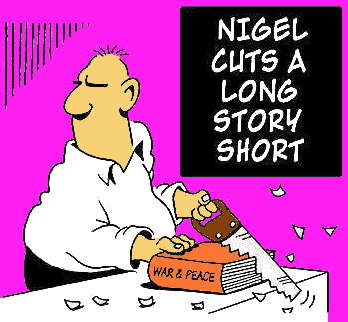 NIGEL
CUTS A
LONG
STORY
SHORT
WAR & PEACE